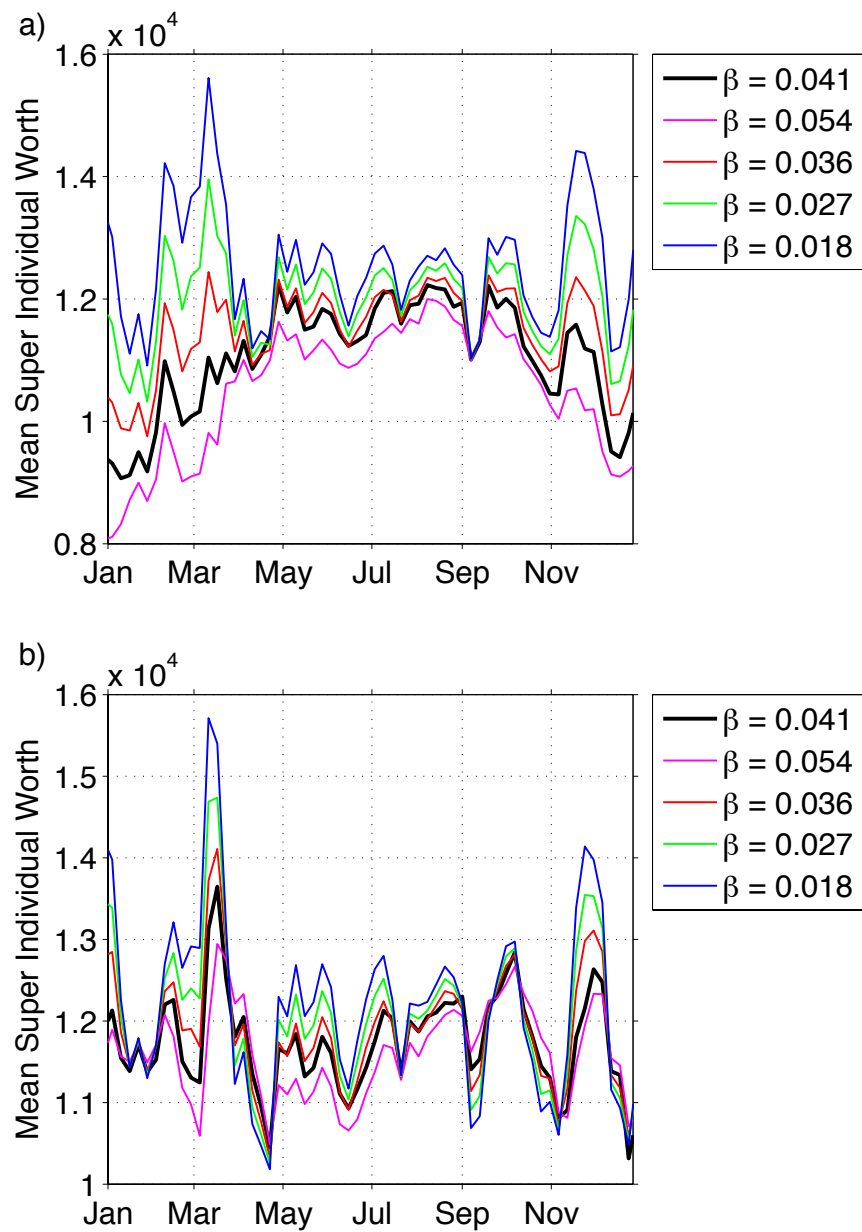 a)
x 10^4
Mean Super Individual Worth
1.6
1.4
1.2
1
0.8
Jan Mar May Jul Sep Nov
β = 0.041
β = 0.054
β = 0.036
β = 0.027
β = 0.018
b)
x 10^4
Mean Super Individual Worth
1.6
1.5
1.4
1.3
1.2
1.1
1
Jan Mar May Jul Sep Nov
β = 0.041
β = 0.054
β = 0.036
β = 0.027
β = 0.018